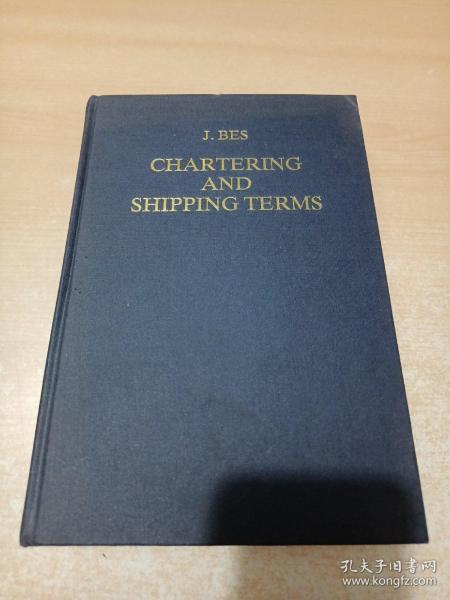 J. BES
CHARTERING
AND
SHIPPING TERMS
孔夫子旧书网
www.kongfz.com